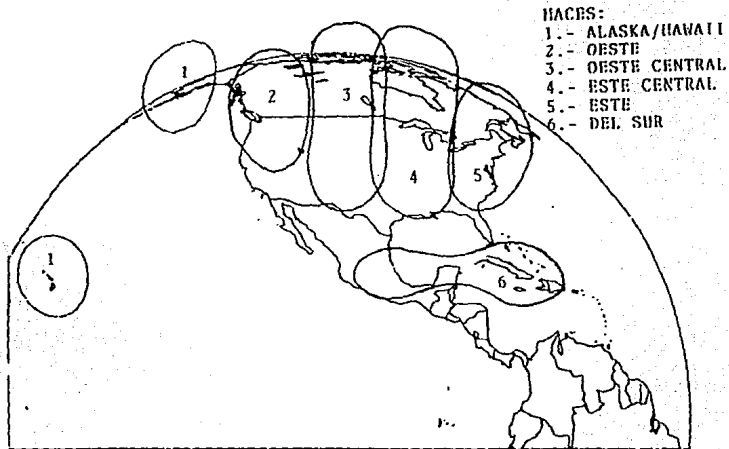 HACES:
1.- ALASKA/HAWAII
2.- OESTE
3.- OESTE CENTRAL
4.- ESTE CENTRAL
5.- ESTE
6.- DEL SUR
1
2
3
4
5
1
6